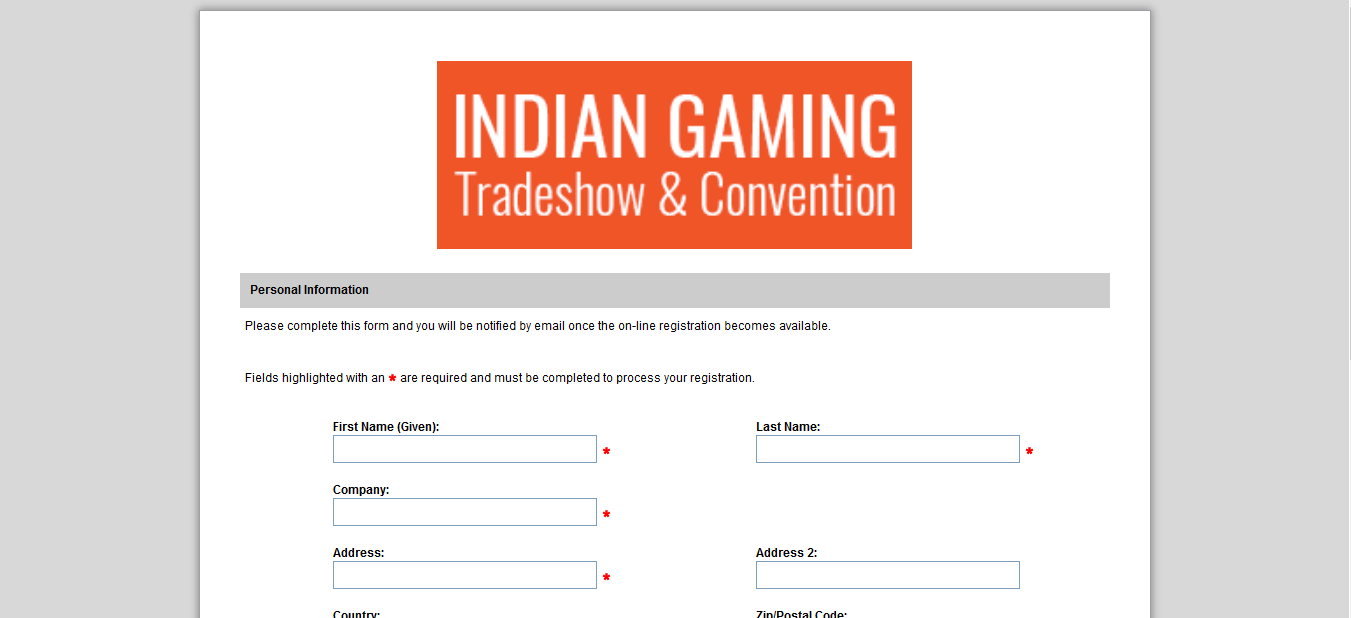 INDIAN GAMING
Tradeshow & Convention
Personal Information
Please complete this form and you will be notified by email once the on-line registration becomes available.
Fields highlighted with an * are required and must be completed to process your registration.
First Name (Given):
Last Name:
*
*
Company:
*
Address:
Address 2:
*
Country:
Zip/Postal Code: